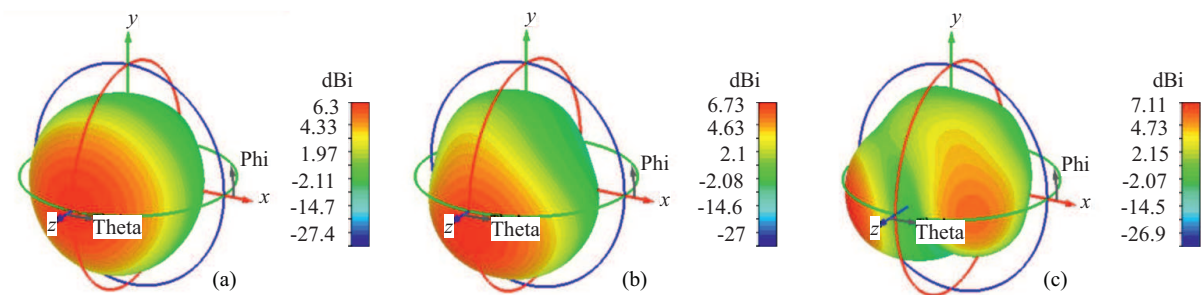 y
dBi
6.3
4.33
1.97
-2.11
-14.7
-27.4
Phi
x
z
Theta
(a)
y
dBi
6.73
4.63
2.1
-2.08
-14.6
-27
Phi
x
z
Theta
(b)
y
dBi
7.11
4.73
2.15
-2.07
-14.5
-26.9
Phi
x
z
Theta
(c)